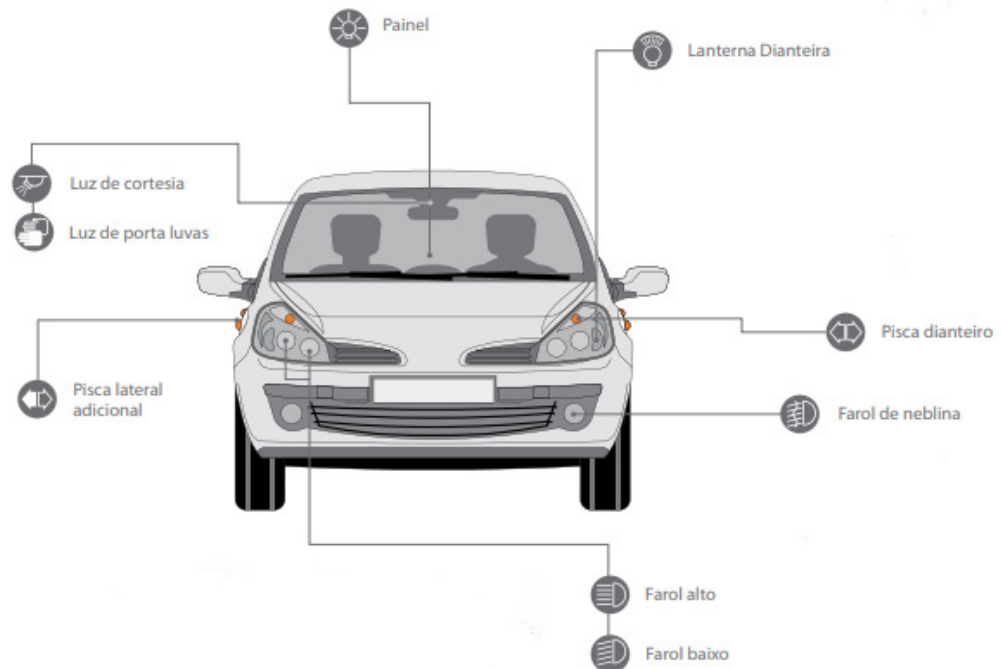 Painel
Lanterna Dianteira
Luz de cortesia
Luz de porta luvas
Pisca dianteiro
Pisca lateral
adicional
Farol de neblina
Farol alto
Farol baixo